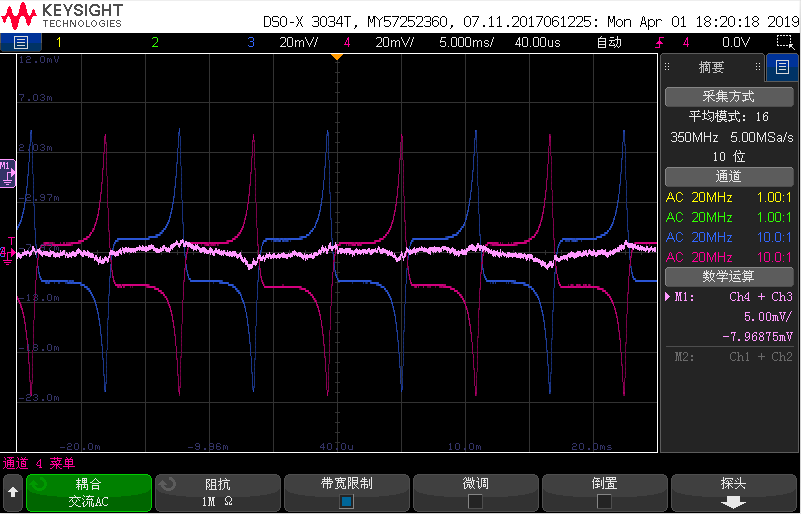 KEYSIGHT
TECHNOLOGIES
DSO-X 3034T, MY57252360, 07.11.2017061225: Mon Apr 01 18:20:18 2019
1 2 3 20mV/ 4 20mV/ 5.000ms/ 40.00us 自动 4 0.0V
12.0mV
7.03m
2.03m
M1
-2.97m
-18.0m
-23.0m
-20.0m -9.96m 40.0u 10.0m 20.0ms
摘要
采集方式
平均模式: 16
350MHz 5.00MSa/s
10 位
通道
AC 20MHz 1.00:1
AC 20MHz 1.00:1
AC 20MHz 10.0:1
AC 20MHz 10.0:1
数学运算
M1: Ch4 + Ch3
5.00mV/
-7.96875mV
M2: Ch1 + Ch2
通道 4 菜单
耦合
交流AC
阻抗
1M Ω
带宽限制
微调
倒置
探头